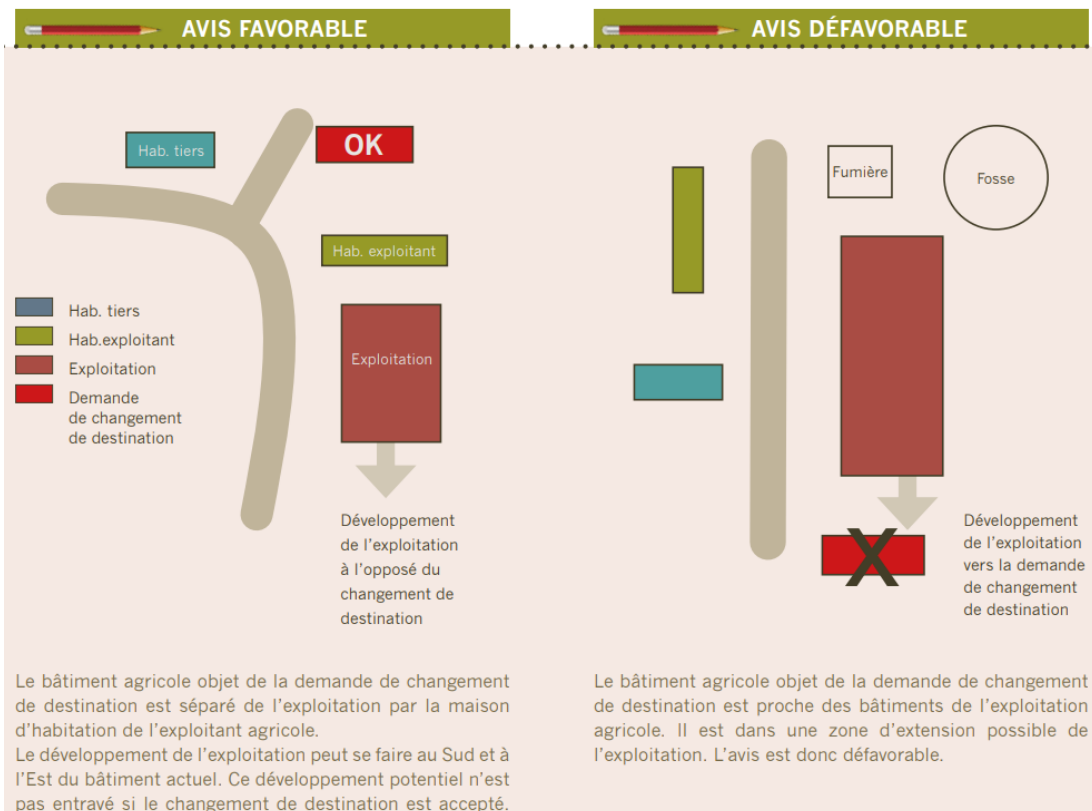 AVIS FAVORABLE
Hab. tiers
OK
Hab. exploitant
Hab. tiers
Hab.exploitant
Exploitation
Demande
de changement
de destination
Exploitation
Développement
de l'exploitation
à l'opposé du
changement de
destination
Le bâtiment agricole objet de la demande de changement
de destination est séparé de l'exploitation par la maison
d'habitation de l'exploitant agricole.
Le développement de l'exploitation peut se faire au Sud et à
l'Est du bâtiment actuel. Ce développement potentiel n'est
pas entravé si le changement de destination est accepté.
AVIS DÉFAVORABLE
Fumière
Fosse
X
Développement
de l'exploitation
vers la demande
de changement
de destination
Le bâtiment agricole objet de la demande de changement
de destination est proche des bâtiments de l'exploitation
agricole. Il est dans une zone d'extension possible de
l'exploitation. L'avis est donc défavorable.